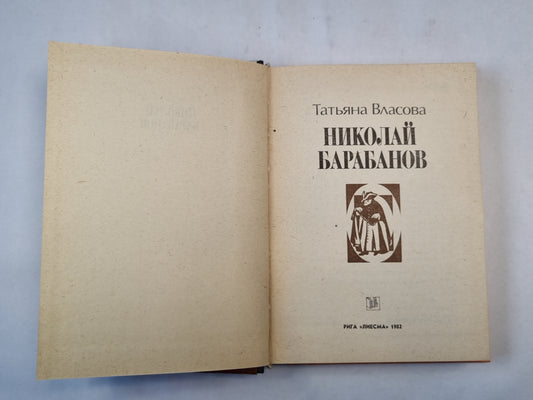 Татьяна Власова
НИКОЛАЙ
БАРАБАНОВ
РИГА «ЛИЕСМА» 1982